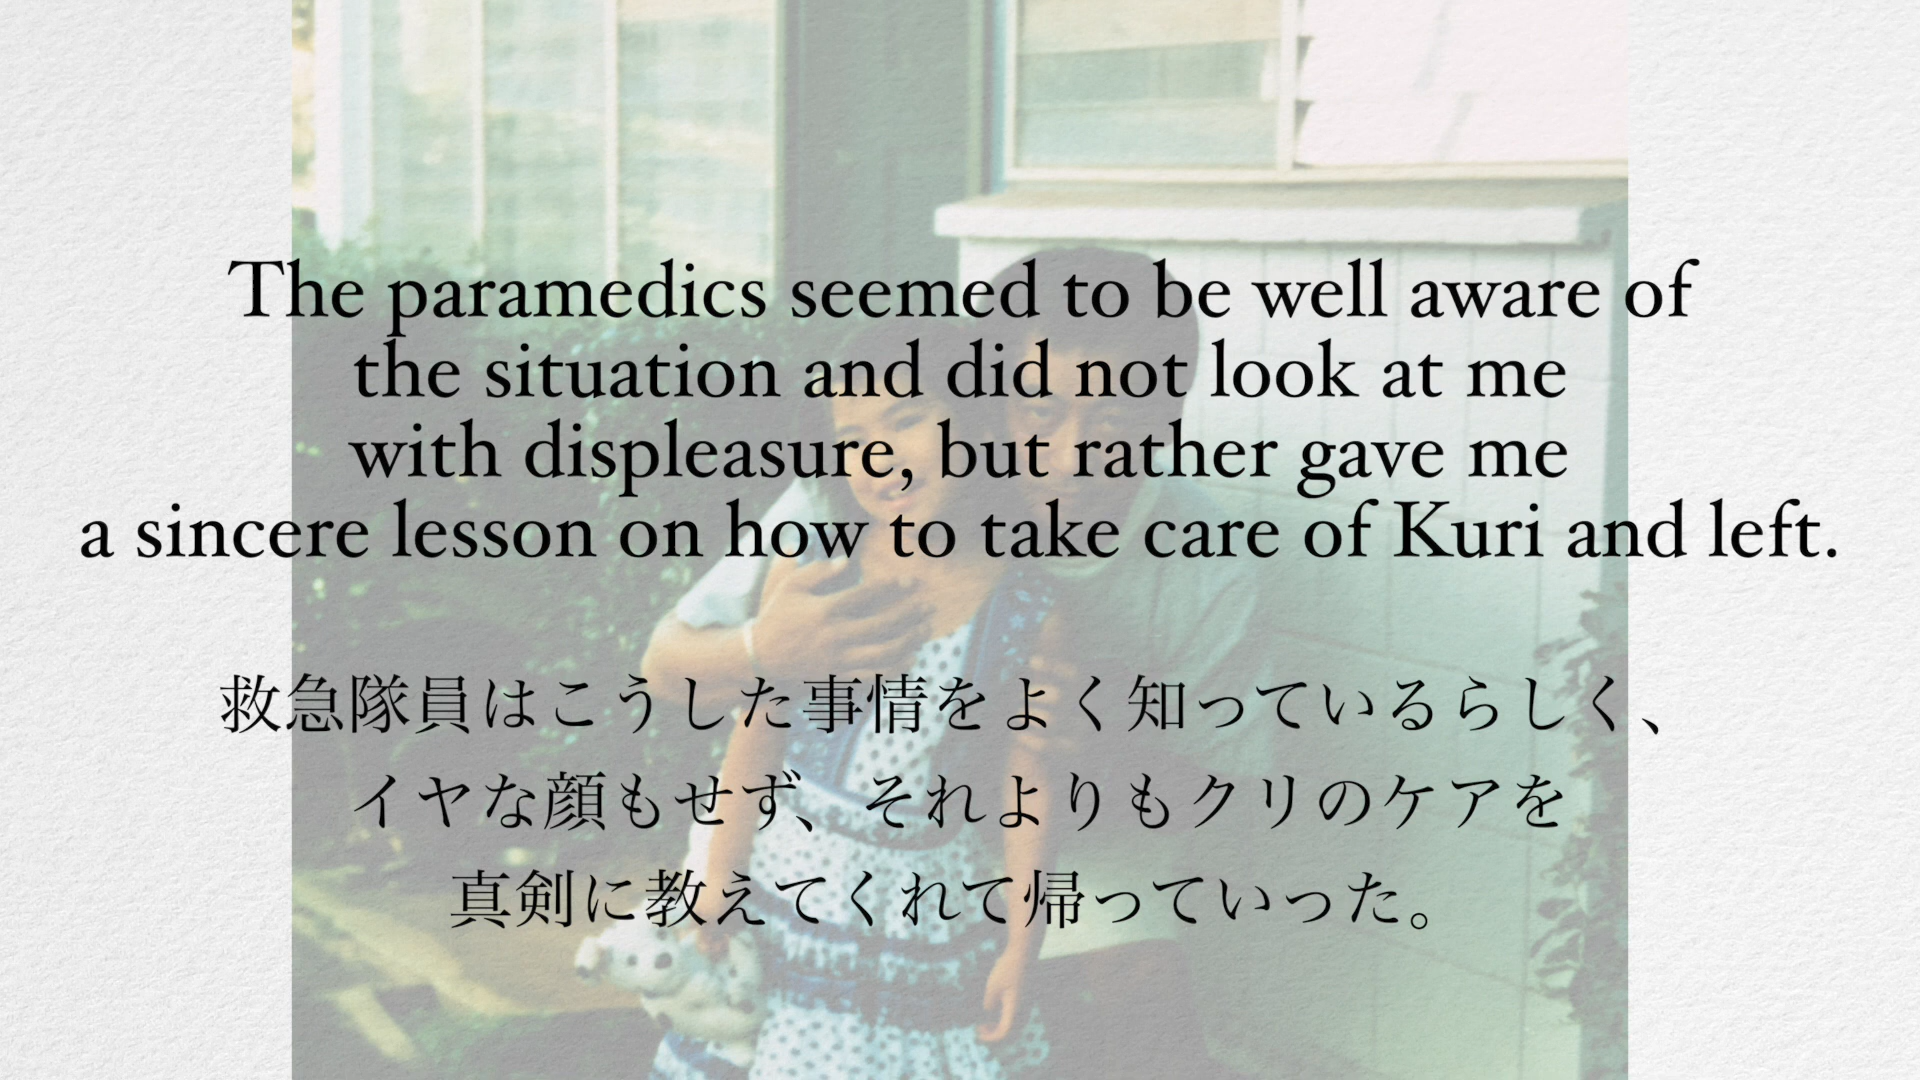 The paramedics seemed to be well aware of
the situation and did not look at me
with displeasure, but rather gave me
a sincere lesson on how to take care of Kuri and left.
救急隊員はこうした事情をよく知っているらしく、
イヤな顔もせず、それよりもクリのケアを
真剣に教えてくれて帰っていった。